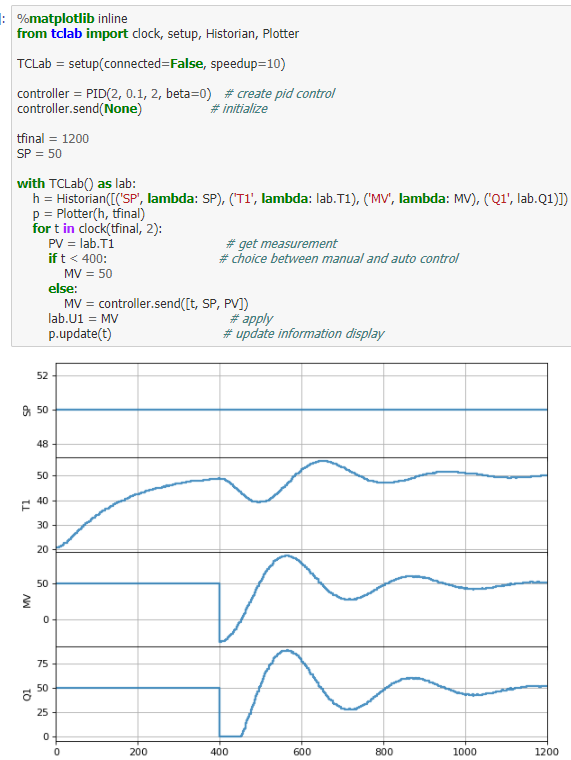 ]:
%matplotlib inline
from tclab import clock, setup, Historian, Plotter
TCLab = setup(connected=False, speedup=10)
controller = PID(2, 0.1, 2, beta=0)   # create pid control
controller.send(None)   # initialize
tfinal = 1200
SP = 50
with TCLab() as lab:
    h = Historian([('SP', lambda: SP), ('T1', lambda: lab.T1), ('MV', lambda: MV), ('Q1', lab.Q1)])
    p = Plotter(h, tfinal)
    for t in clock(tfinal, 2):
        PV = lab.T1   # get measurement
        if t < 400:   # choice between manual and auto control
            MV = 50
        else:
            MV = controller.send([t, SP, PV])
        lab.U1 = MV   # apply
        p.update(t)   # update information display
52
50
48
SP
50
40
30
20
T1
50
0
MV
75
50
25
0
Q1
0 200 400 600 800 1000 1200